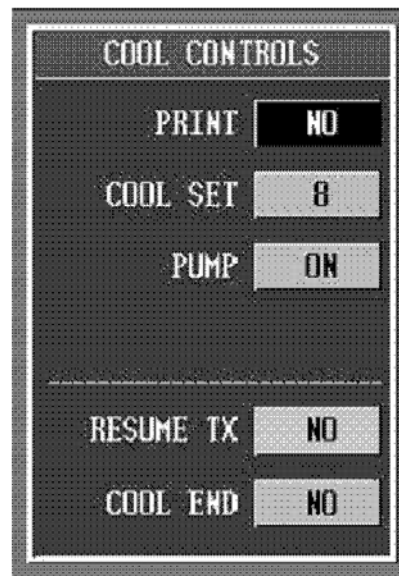 COOL CONTROLS
PRINT NO
COOL SET 8
PUMP ON
RESUME TX NO
COOL END NO